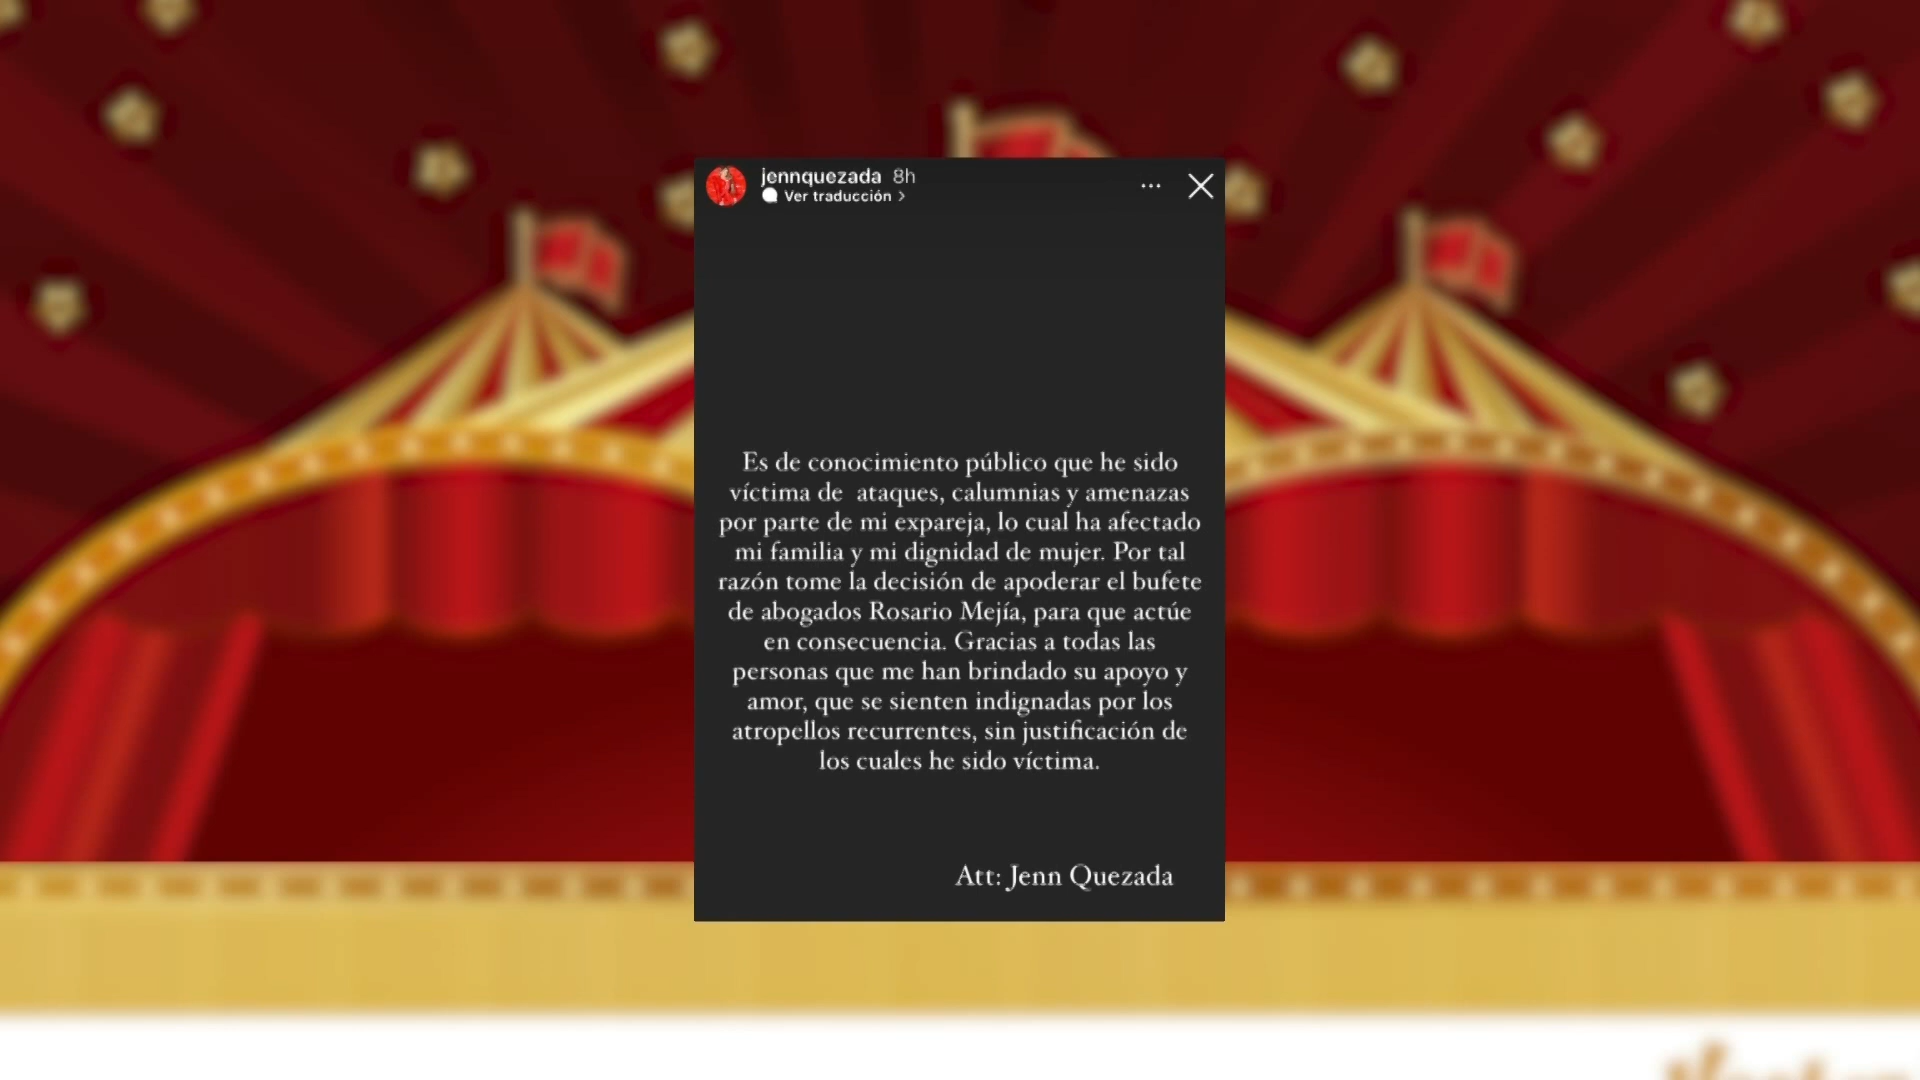 jennquezada 8h
Ver traducción >
Es de conocimiento público que he sido
víctima de ataques, calumnias y amenazas
por parte de mi expareja, lo cual ha afectado
mi familia y mi dignidad de mujer. Por tal
razón tome la decisión de apoderar el bufete
de abogados Rosario Mejía, para que actúe
en consecuencia. Gracias a todas las
personas que me han brindado su apoyo y
amor, que se sienten indignadas por los
atropellos recurrentes, sin justificación de
los cuales he sido víctima.
Att: Jenn Quezada